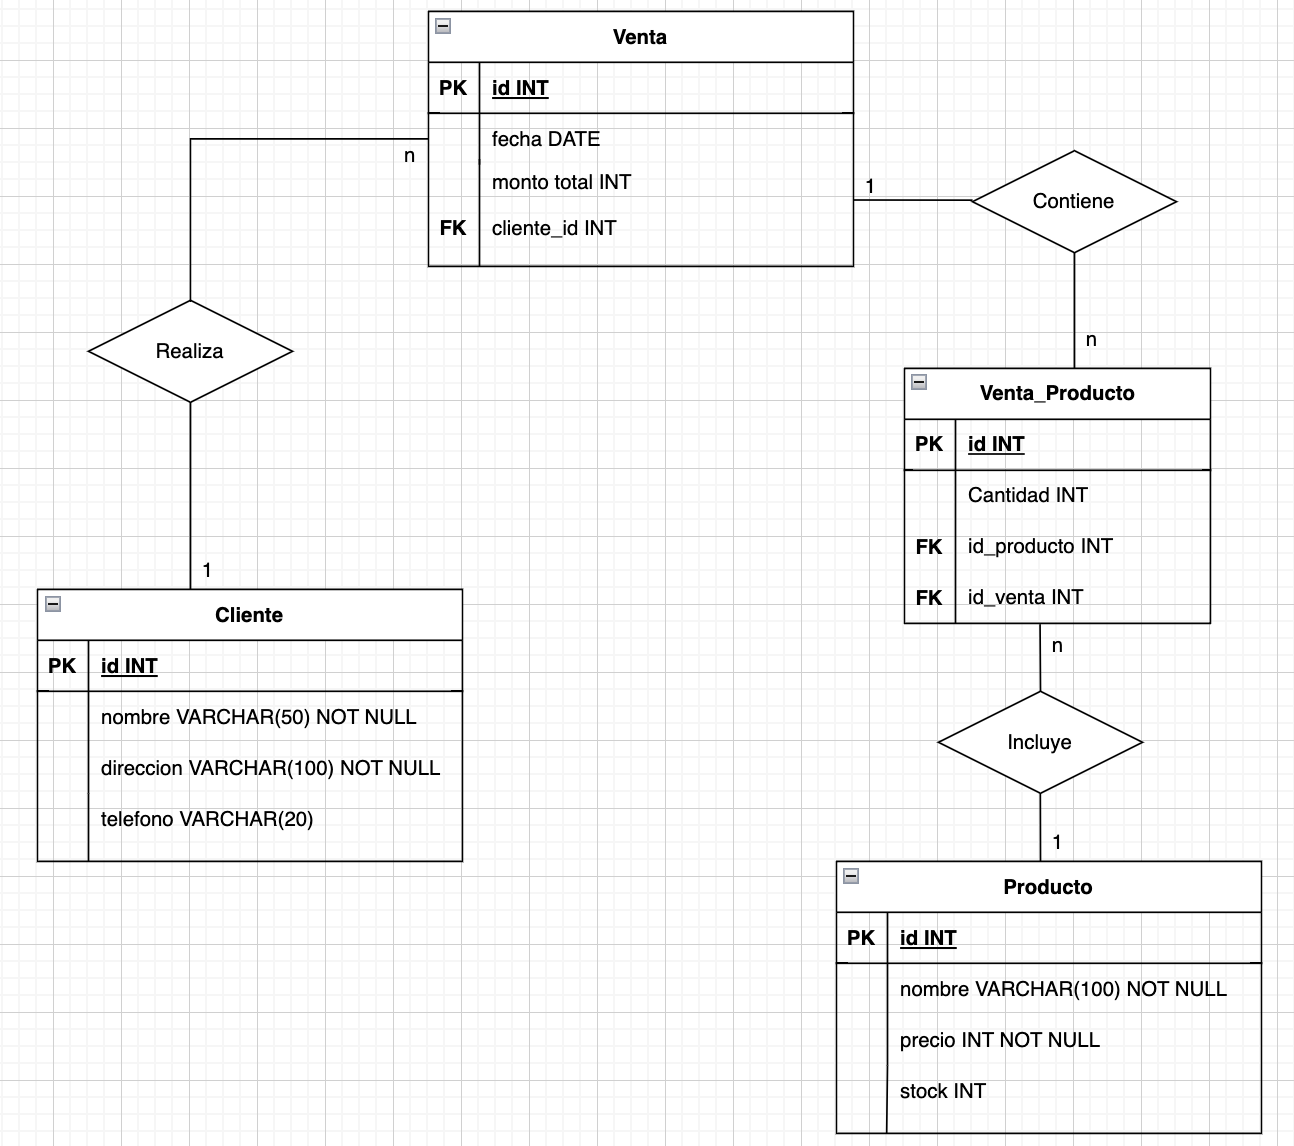 Venta
PK id INT
fecha DATE
monto total INT
FK cliente_id INT
n
1
Contiene
n
Realiza
1
Venta_Producto
PK id INT
Cantidad INT
FK id_producto INT
FK id_venta INT
n
Incluye
1
Cliente
PK id INT
nombre VARCHAR(50) NOT NULL
direccion VARCHAR(100) NOT NULL
telefono VARCHAR(20)
Producto
PK id INT
nombre VARCHAR(100) NOT NULL
precio INT NOT NULL
stock INT